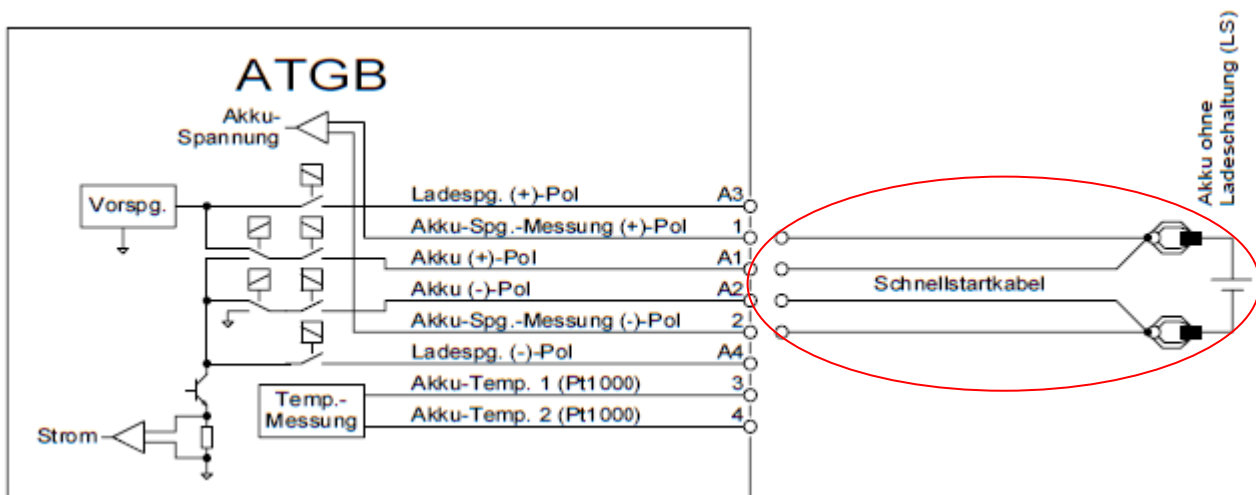 ATGB
Akku-
Spannung
Vorspg.
Ladespg. (+)-Pol
A3
Akku-Spg.-Messung (+)-Pol
1
Akku (+)-Pol
A1
Akku (-)-Pol
A2
Akku-Spg.-Messung (-)-Pol
2
Ladespg. (-)-Pol
A4
Akku-Temp. 1 (Pt1000)
3
Akku-Temp. 2 (Pt1000)
4
Temp.-
Messung
Strom
Schnellstartkabel
Akku ohne
Ladeschaltung (LS)